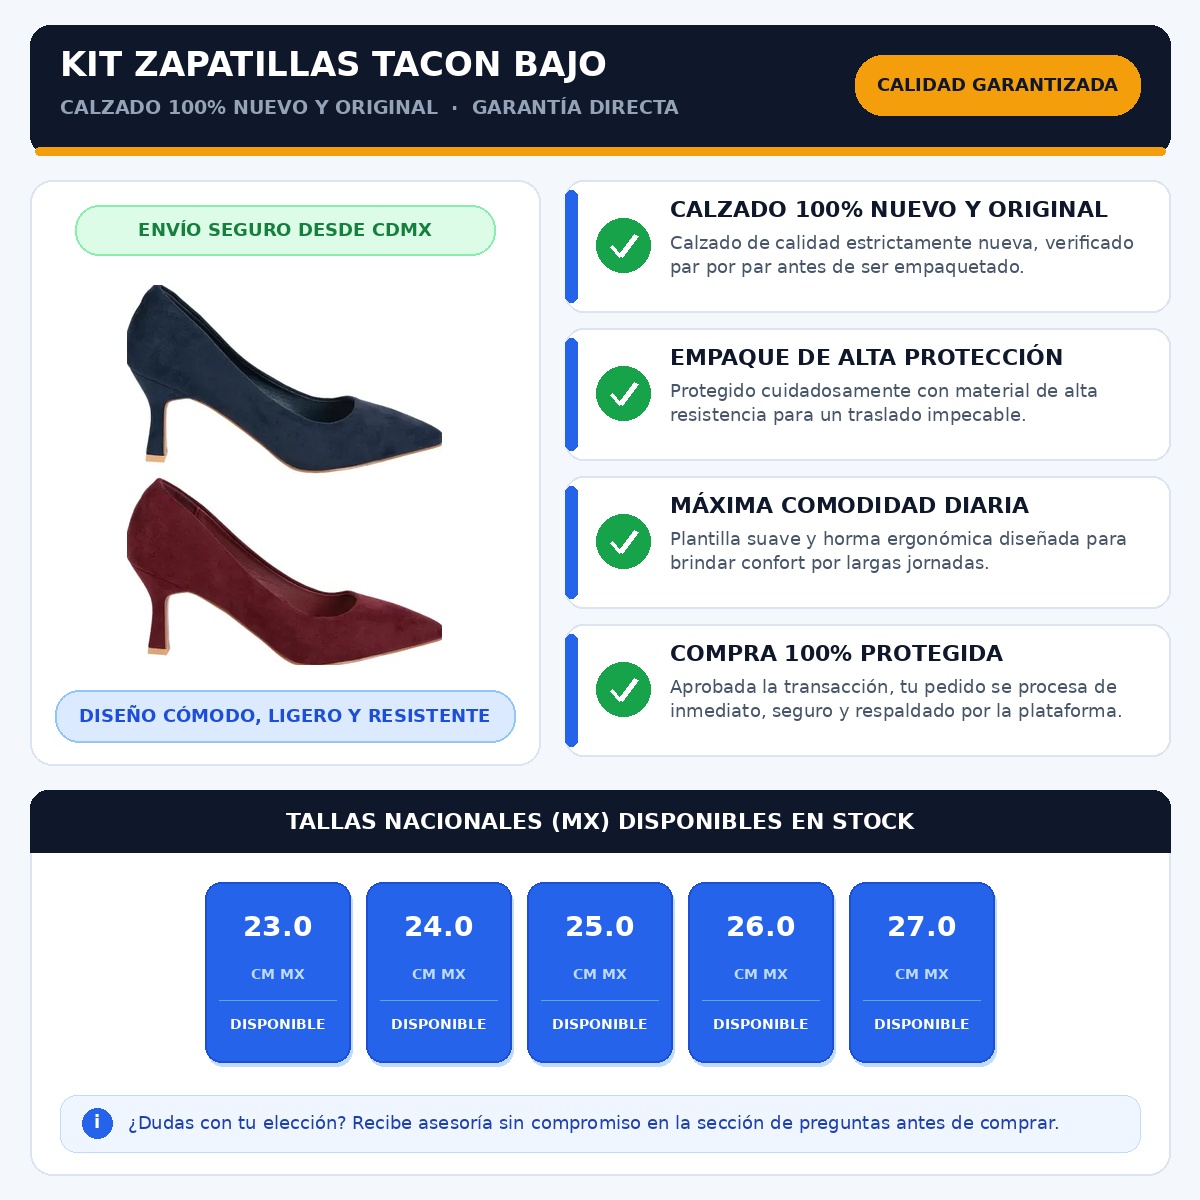 KIT ZAPATILLAS TACON BAJO
CALZADO 100% NUEVO Y ORIGINAL · GARANTÍA DIRECTA
CALIDAD GARANTIZADA
ENVÍO SEGURO DESDE CDMX
DISEÑO CÓMODO, LIGERO Y RESISTENTE
CALZADO 100% NUEVO Y ORIGINAL
Calzado de calidad estrictamente nueva, verificado
par por par antes de ser empaquetado.
EMPAQUE DE ALTA PROTECCIÓN
Protegido cuidadosamente con material de alta
resistencia para un traslado impecable.
MÁXIMA COMODIDAD DIARIA
Plantilla suave y horma ergonómica diseñada para
brindar confort por largas jornadas.
COMPRA 100% PROTEGIDA
Aprobada la transacción, tu pedido se procesa de
inmediato, seguro y respaldado por la plataforma.
TALLAS NACIONALES (MX) DISPONIBLES EN STOCK
23.0
CM MX
DISPONIBLE
24.0
CM MX
DISPONIBLE
25.0
CM MX
DISPONIBLE
26.0
CM MX
DISPONIBLE
27.0
CM MX
DISPONIBLE
i ¿Dudas con tu elección? Recibe asesoría sin compromiso en la sección de preguntas antes de comprar.